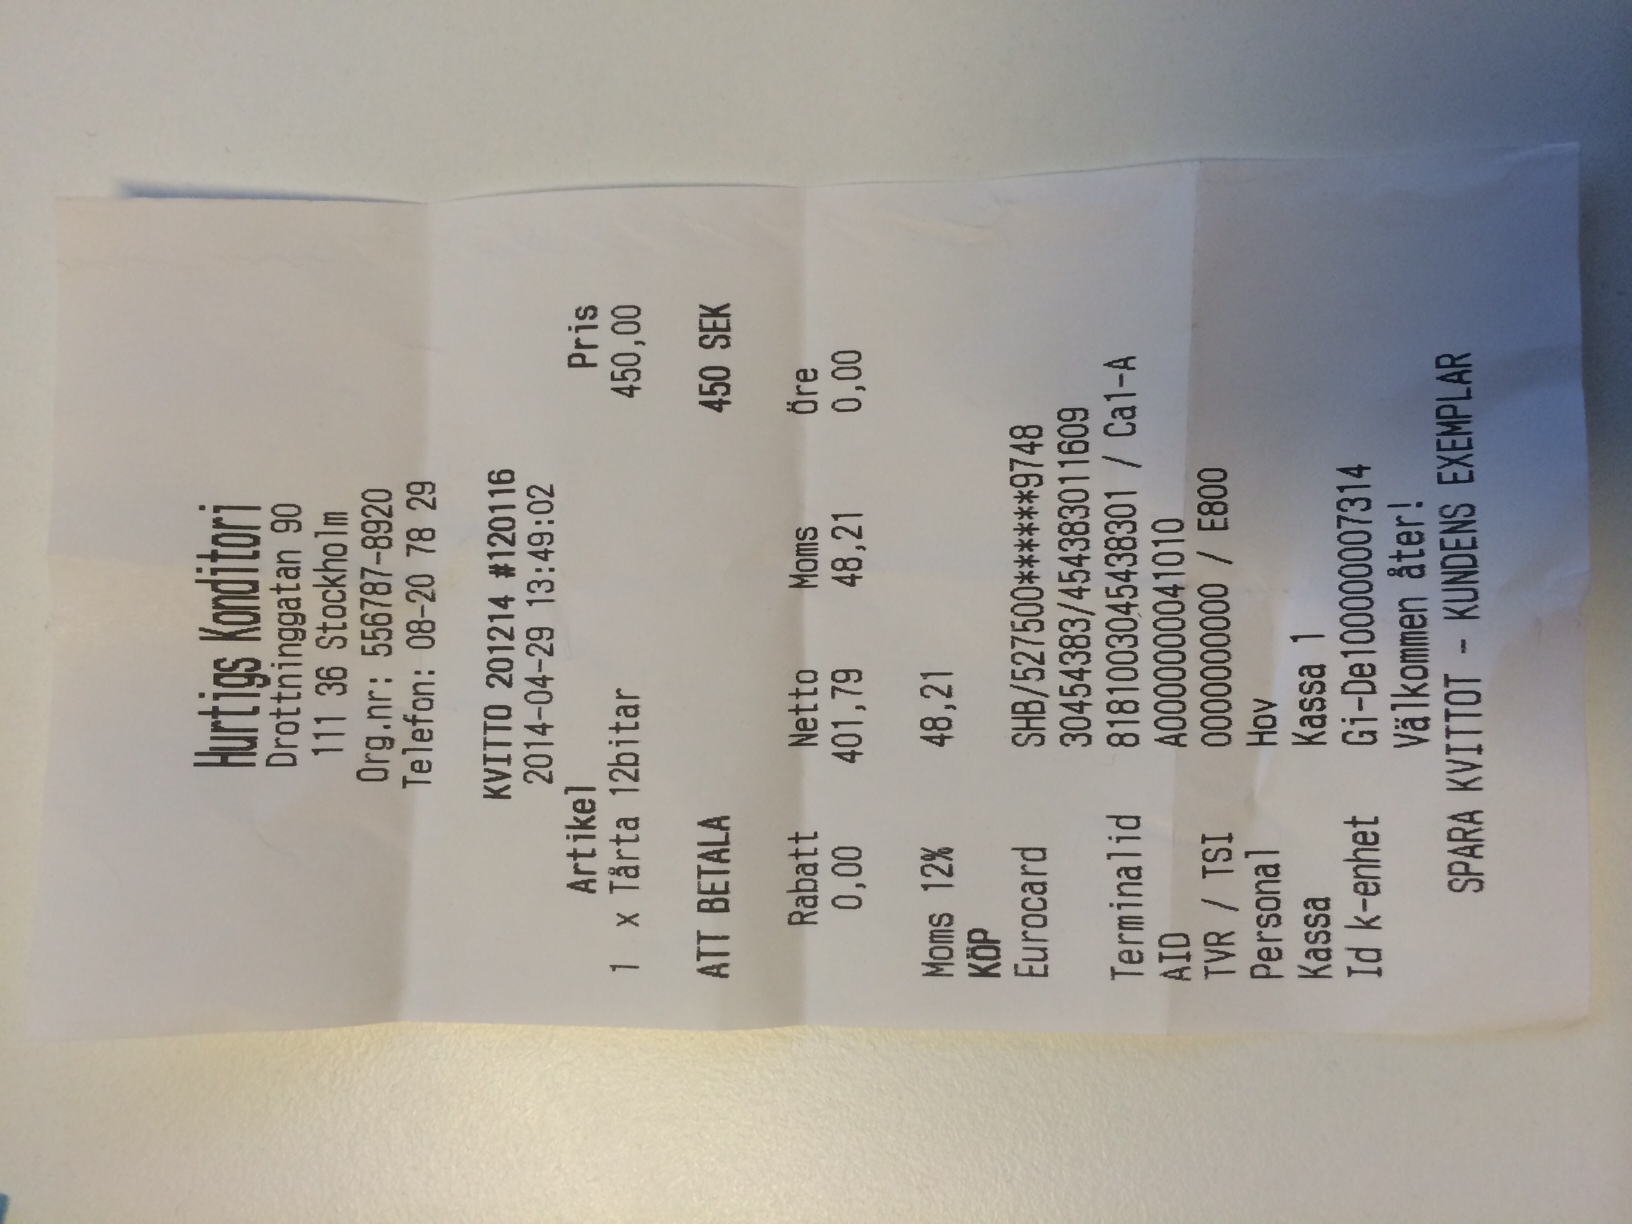 Hurtigs Konditori
Drottninggatan 90
111 36 Stockholm
Org.nr: 556787-8920
Telefon: 08-20 78 29
KVITTO 201214 #120116
2014-04-29 13:49:02
Artikel Pris
1 x Tårta 12bitar 450,00
ATT BETALA 450 SEK
Rabatt Netto Moms Öre
0,00 401,79 48,21 0,00
Moms 12% 48,21
KÖP
Eurocard SHB/527500******9748
30454383/454383011609
Terminalid 8181003045438301 / Ca1-A
AID A0000000041010
TVR / TSI 0000000000 / E800
Personal Hov
Kassa Kassa 1
Id k-enhet Gi-De100000007314
Välkommen åter!
SPARA KVITTOT - KUNDENS EXEMPLAR